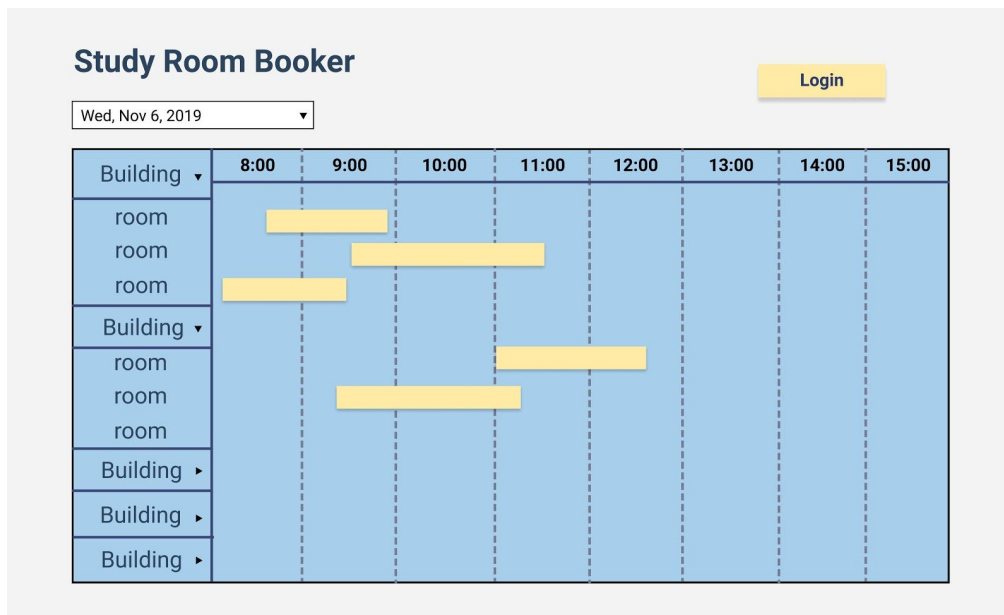 Study Room Booker
Login
Wed, Nov 6, 2019
Building 8:00 9:00 10:00 11:00 12:00 13:00 14:00 15:00
room
room
room
Building
room
room
room
Building
Building
Building